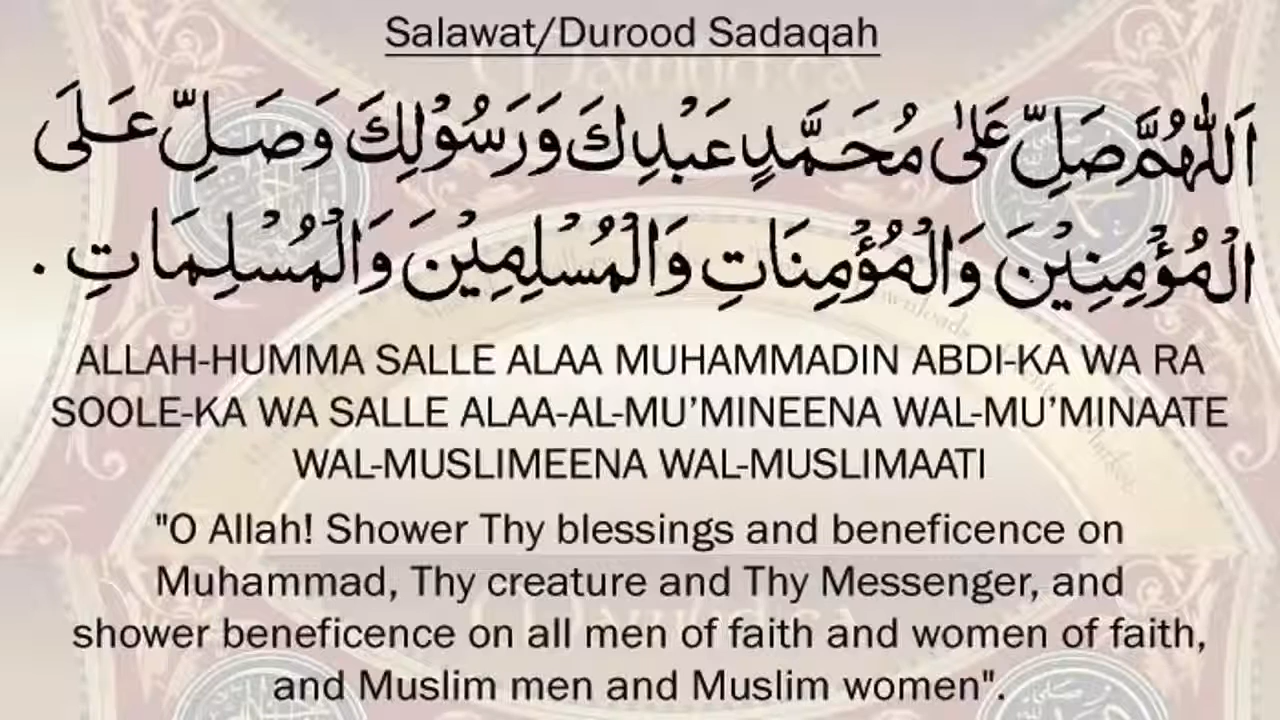 Salawat/Durood Sadaqah
اَللّٰهُمَّ صَلِّ عَلٰى مُحَمَّدٍ عَبْدِكَ وَرَسُوْلِكَ وَصَلِّ عَلَى
الْمُؤْمِنِيْنَ وَالْمُؤْمِنَاتِ وَالْمُسْلِمِيْنَ وَالْمُسْلِمَاتِ .
ALLAH-HUMMA SALLE ALAA MUHAMMADIN ABDI-KA WA RA
SOOLE-KA WA SALLE ALAA-AL-MU’MINEENA WAL-MU’MINAATE
WAL-MUSLIMEENA WAL-MUSLIMAATI
"O Allah! Shower Thy blessings and beneficence on
Muhammad, Thy creature and Thy Messenger, and
shower beneficence on all men of faith and women of faith,
and Muslim men and Muslim women".